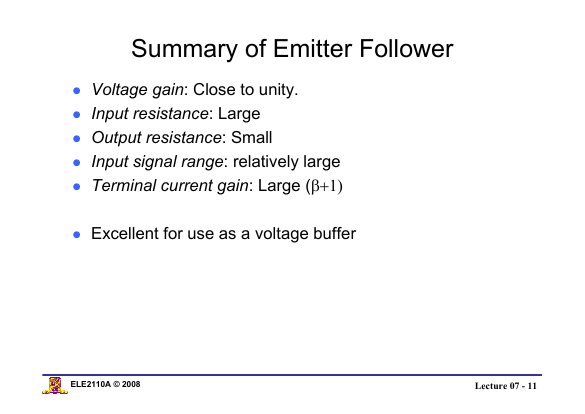 Summary of Emitter Follower
● Voltage gain: Close to unity.
● Input resistance: Large
● Output resistance: Small
● Input signal range: relatively large
● Terminal current gain: Large (β+1)
● Excellent for use as a voltage buffer
ELE2110A © 2008
Lecture 07 - 11